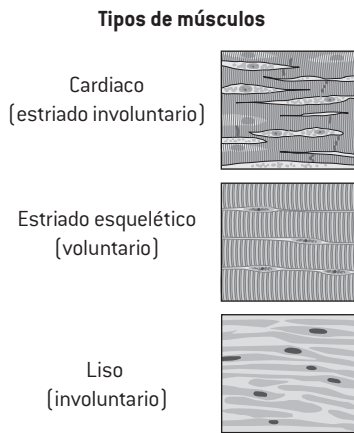 Tipos de músculos
Cardiaco
(estriado involuntario)
Estriado esquelético
(voluntario)
Liso
(involuntario)